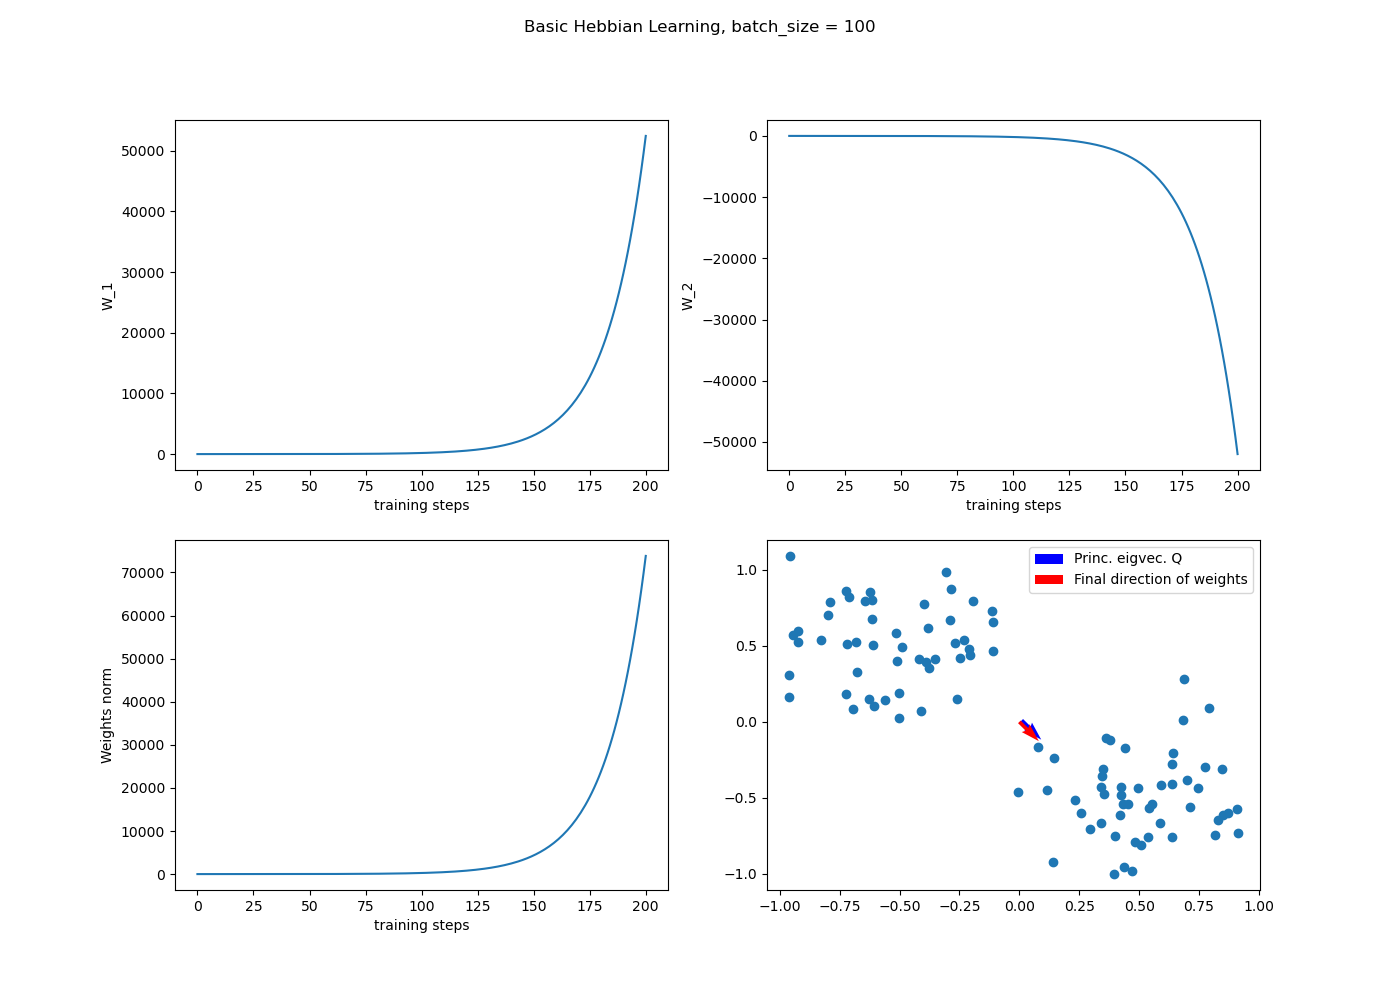 Basic Hebbian Learning, batch_size = 100
50000
40000
30000
20000
10000
0
W_1
0 25 50 75 100 125 150 175 200
training steps
0
−10000
−20000
−30000
−40000
−50000
W_2
0 25 50 75 100 125 150 175 200
training steps
70000
60000
50000
40000
30000
20000
10000
0
Weights norm
0 25 50 75 100 125 150 175 200
training steps
Princ. eigvec. Q
Final direction of weights
1.0
0.5
0.0
−0.5
−1.0
−1.00 −0.75 −0.50 −0.25 0.00 0.25 0.50 0.75 1.00